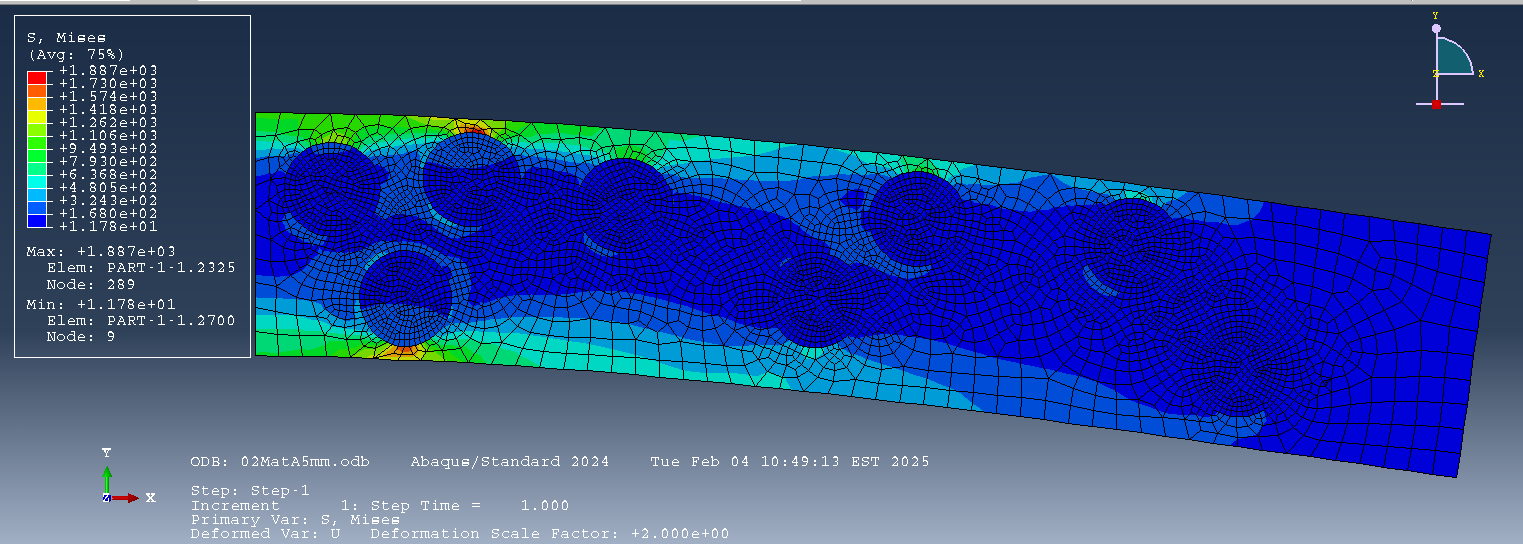 S, Mises
(Avg: 75%)
+1.887e+03
+1.730e+03
+1.574e+03
+1.418e+03
+1.262e+03
+1.106e+03
+9.493e+02
+7.930e+02
+6.368e+02
+4.805e+02
+3.243e+02
+1.680e+02
+1.178e+01
Max: +1.887e+03
Elem: PART-1-1.2325
Node: 289
Min: +1.178e+01
Elem: PART-1-1.2700
Node: 9
Y
Z X
Y
Z X
ODB: 02MatA5mm.odb Abaqus/Standard 2024 Tue Feb 04 10:49:13 EST 2025
Step: Step-1
Increment 1: Step Time = 1.000
Primary Var: S, Mises
Deformed Var: U Deformation Scale Factor: +2.000e+00